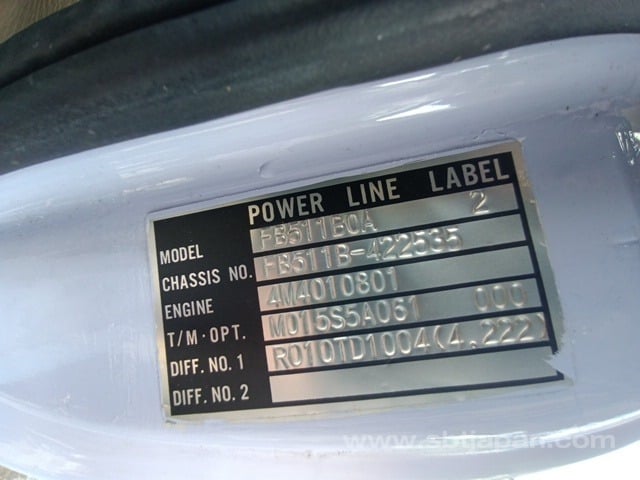 POWER LINE LABEL
MODEL FB511B0A 2
CHASSIS NO. FB511B-422535
ENGINE 4M4010801
T/M·OPT. M015S5A061 000
DIFF. NO. 1 R010TD1004(4.222)
DIFF. NO. 2
www.sbtjapan.com